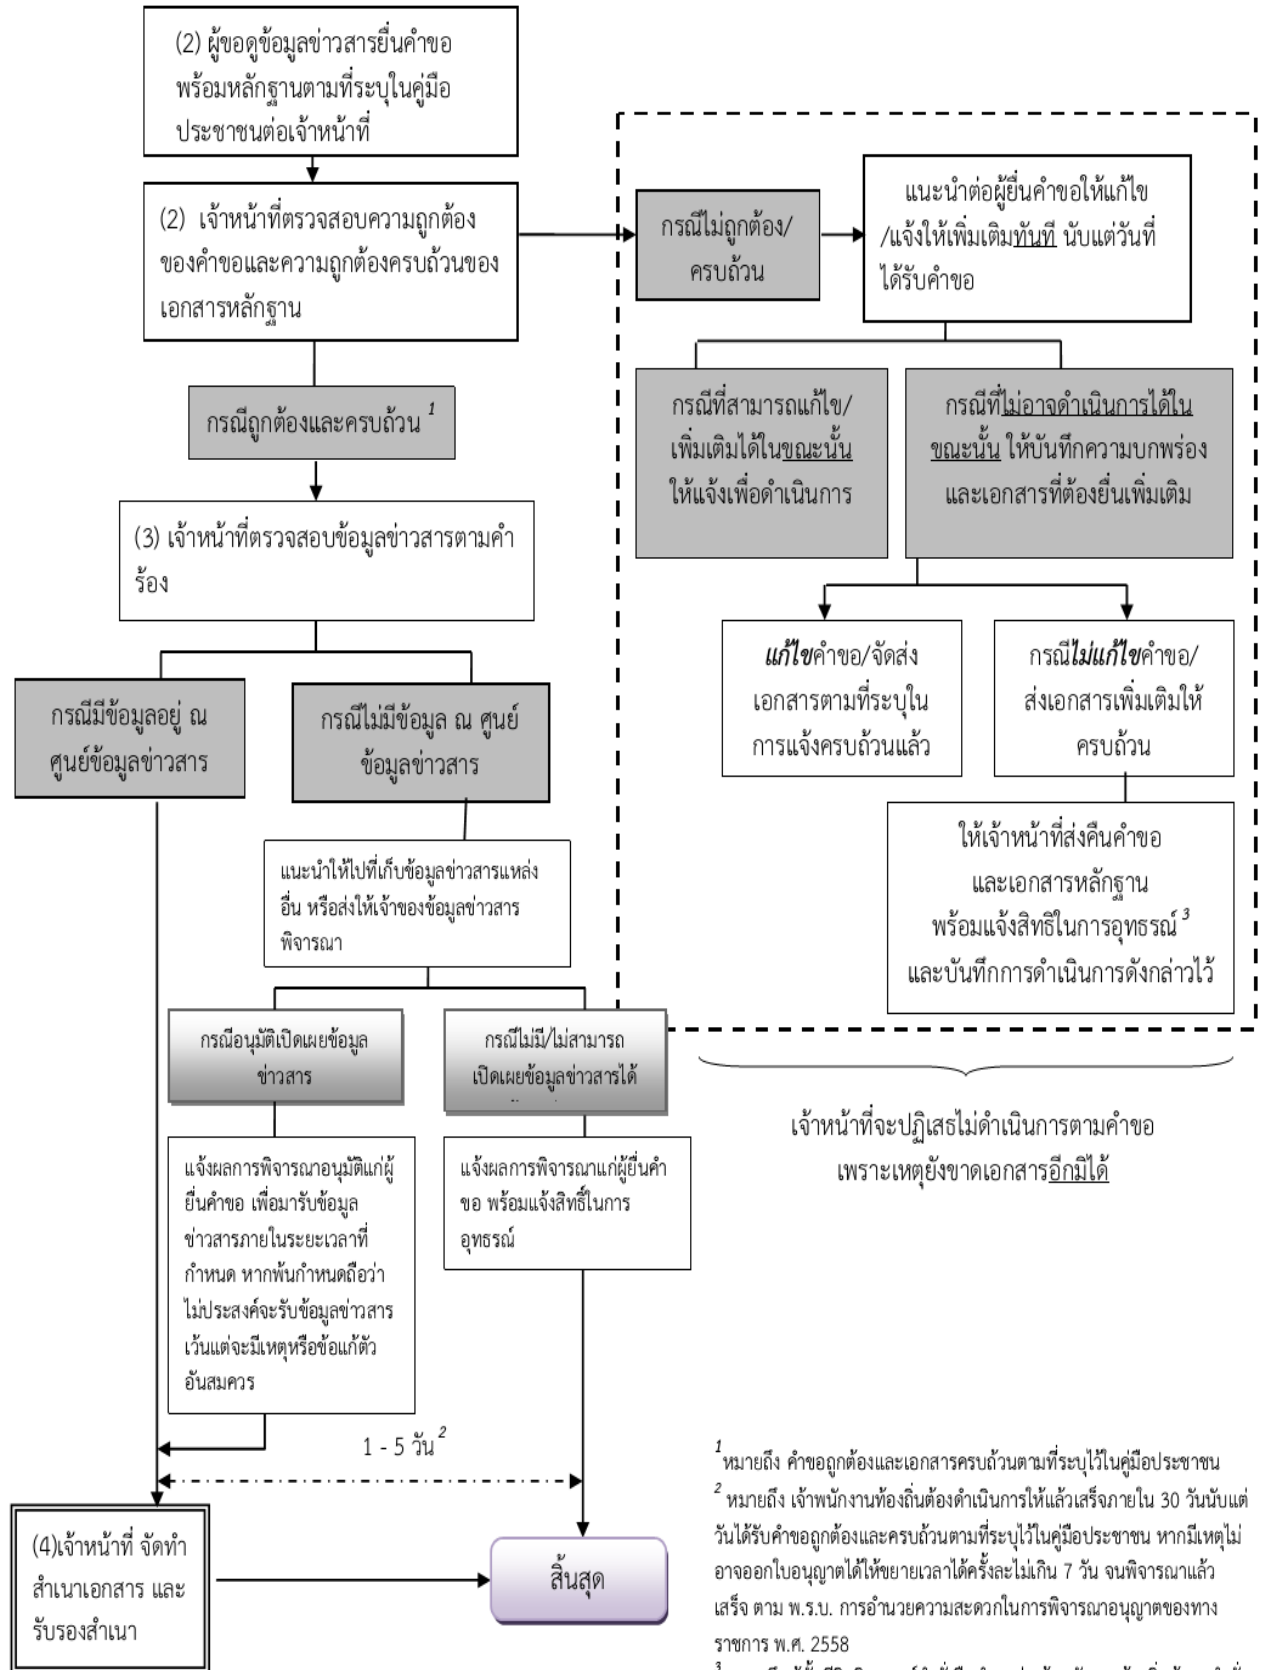 (2) ผู้ขอดูข้อมูลข่าวสารยื่นคำขอ
พร้อมหลักฐานตามที่ระบุในคู่มือ
ประชาชนต่อเจ้าหน้าที่
(2) เจ้าหน้าที่ตรวจสอบความถูกต้อง
ของคำขอและความถูกต้องครบถ้วนของ
เอกสารหลักฐาน
กรณีไม่ถูกต้อง/
ครบถ้วน
แนะนำต่อผู้ยื่นคำขอให้แก้ไข
/แจ้งให้เพิ่มเติมทันที นับแต่วันที่
ได้รับคำขอ
กรณีถูกต้องและครบถ้วน 1
กรณีที่สามารถแก้ไข/
เพิ่มเติมได้ในขณะนั้น
ให้แจ้งเพื่อดำเนินการ
กรณีที่ไม่อาจดำเนินการได้ใน
ขณะนั้น ให้บันทึกความบกพร่อง
และเอกสารที่ต้องยื่นเพิ่มเติม
(3) เจ้าหน้าที่ตรวจสอบข้อมูลข่าวสารตามคำ
ร้อง
แก้ไขคำขอ/จัดส่ง
เอกสารตามที่ระบุใน
การแจ้งครบถ้วนแล้ว
กรณีไม่แก้ไขคำขอ/
ส่งเอกสารเพิ่มเติมให้
ครบถ้วน
กรณีมีข้อมูลอยู่ ณ
ศูนย์ข้อมูลข่าวสาร
กรณีไม่มีข้อมูล ณ ศูนย์
ข้อมูลข่าวสาร
ให้เจ้าหน้าที่ส่งคืนคำขอ
และเอกสารหลักฐาน
พร้อมแจ้งสิทธิในการอุทธรณ์ 3
และบันทึกการดำเนินการดังกล่าวไว้
แนะนำให้ไปที่เก็บข้อมูลข่าวสารแหล่ง
อื่น หรือส่งให้เจ้าของข้อมูลข่าวสาร
พิจารณา
กรณีอนุมัติเปิดเผยข้อมูล
ข่าวสาร
กรณีไม่มี/ไม่สามารถ
เปิดเผยข้อมูลข่าวสารได้
เจ้าหน้าที่จะปฏิเสธไม่ดำเนินการตามคำขอ
เพราะเหตุยังขาดเอกสารอีกมิได้
แจ้งผลการพิจารณาอนุมัติแก่ผู้
ยื่นคำขอ เพื่อมารับข้อมูล
ข่าวสารภายในระยะเวลาที่
กำหนด หากพ้นกำหนดถือว่า
ไม่ประสงค์จะรับข้อมูลข่าวสาร
เว้นแต่จะมีเหตุหรือข้อแก้ตัว
อันสมควร
แจ้งผลการพิจารณาแก่ผู้ยื่นคำ
ขอ พร้อมแจ้งสิทธิ์ในการ
อุทธรณ์
1 - 5 วัน 2
(4)เจ้าหน้าที่ จัดทำ
สำเนาเอกสาร และ
รับรองสำเนา
สิ้นสุด
1 หมายถึง คำขอถูกต้องและเอกสารครบถ้วนตามที่ระบุไว้ในคู่มือประชาชน
2 หมายถึง เจ้าพนักงานท้องถิ่นต้องดำเนินการให้แล้วเสร็จภายใน 30 วันนับแต่
วันได้รับคำขอถูกต้องและครบถ้วนตามที่ระบุไว้ในคู่มือประชาชน หากมีเหตุไม่
อาจออกใบอนุญาตได้ให้ขยายเวลาได้ครั้งละไม่เกิน 7 วัน จนพิจารณาแล้ว
เสร็จ ตาม พ.ร.บ. การอำนวยความสะดวกในการพิจารณาอนุญาตของทาง
ราชการ พ.ศ. 2558